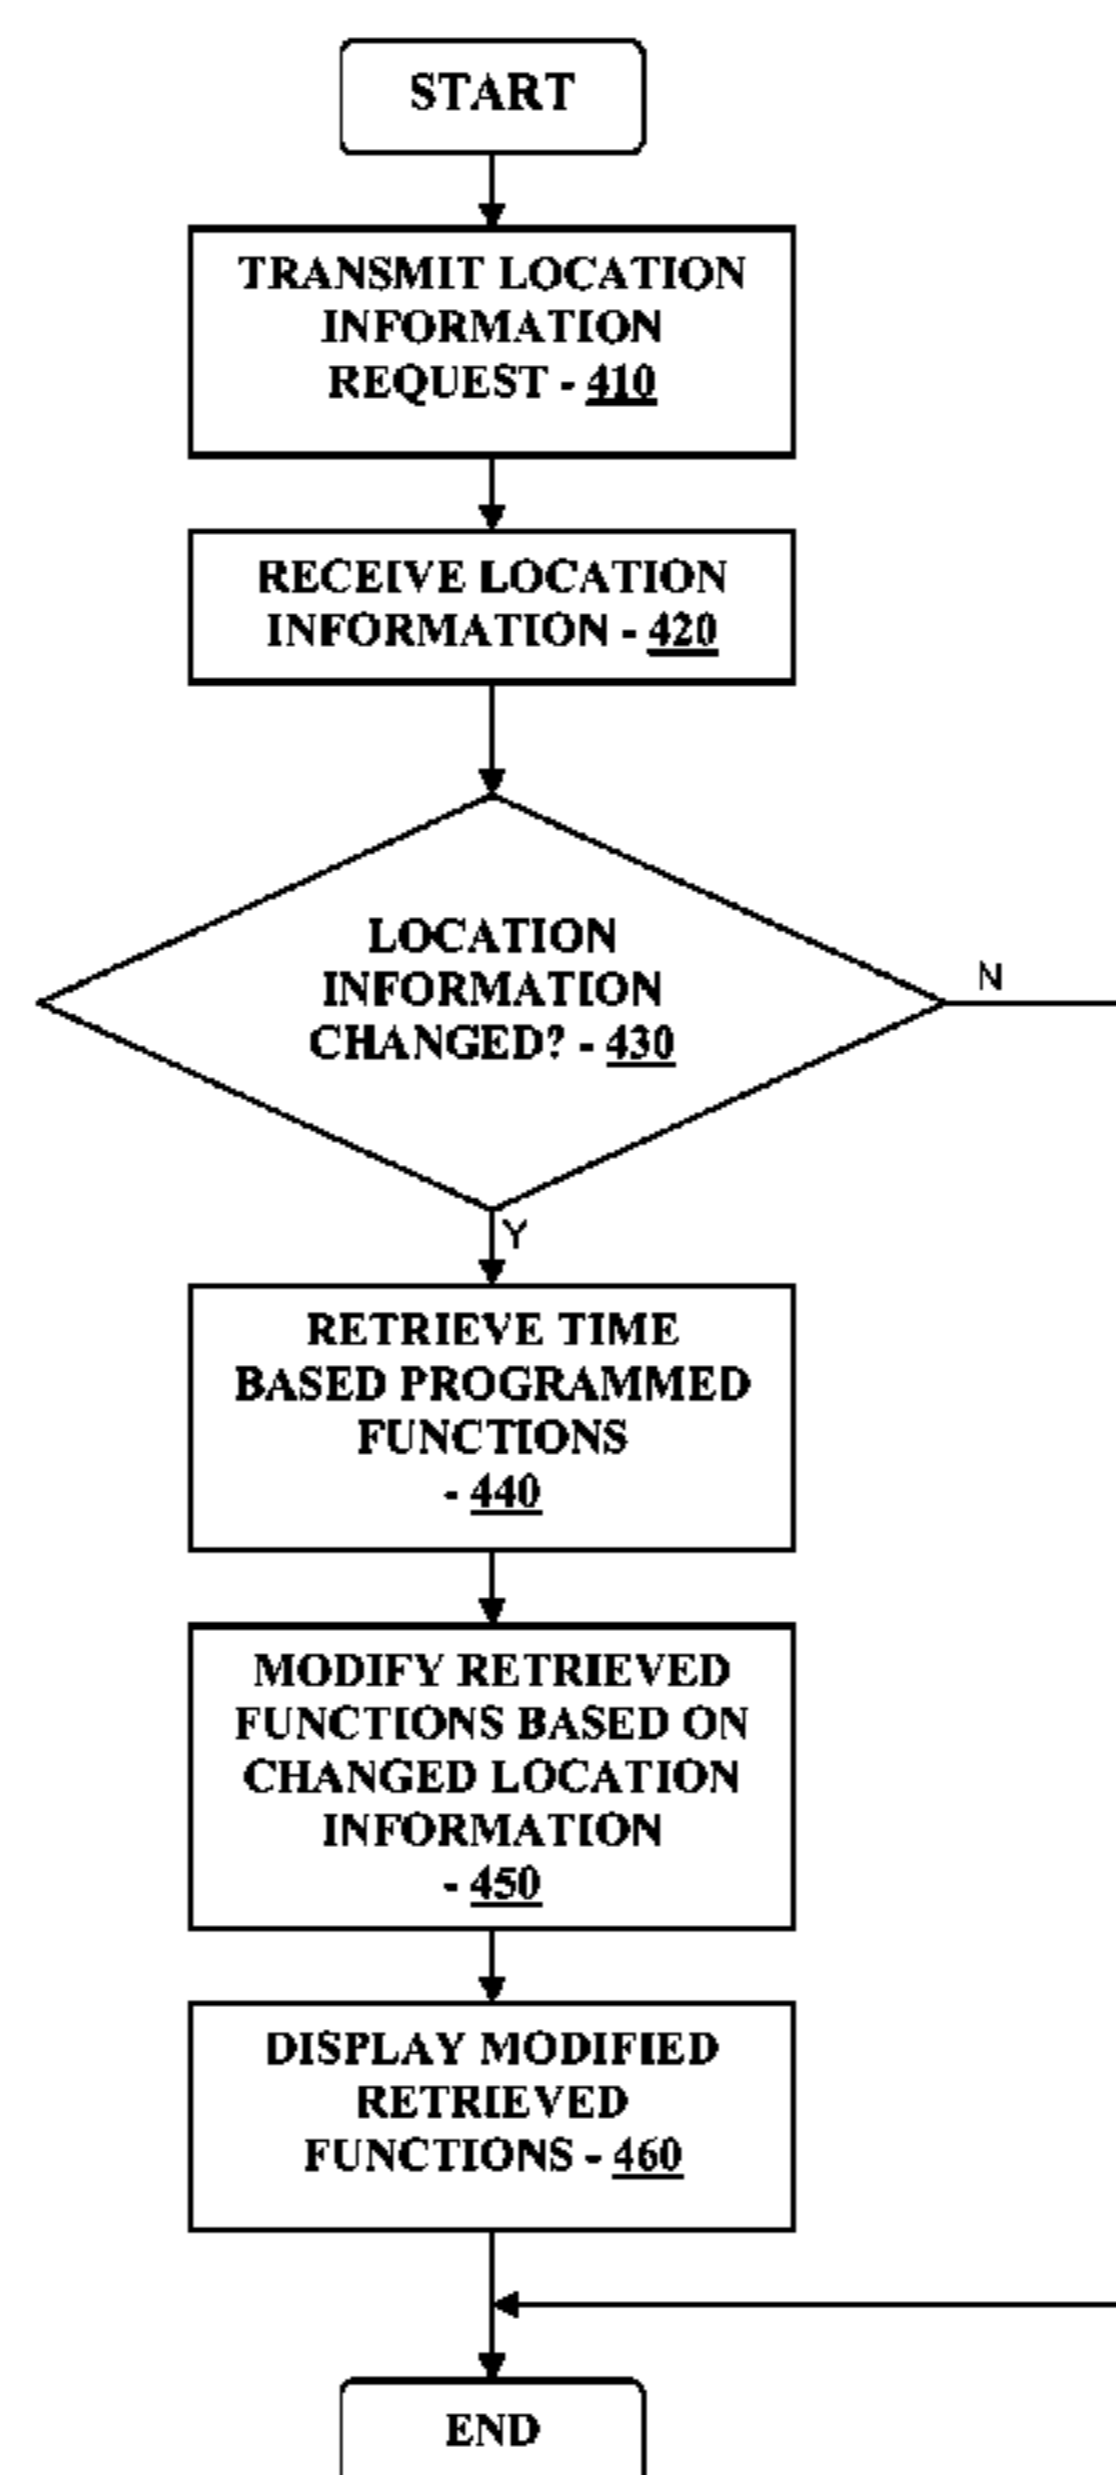 START
TRANSMIT LOCATION
INFORMATION
REQUEST - 410
RECEIVE LOCATION
INFORMATION - 420
LOCATION
INFORMATION
CHANGED? - 430
N
Y
RETRIEVE TIME
BASED PROGRAMMED
FUNCTIONS
- 440
MODIFY RETRIEVED
FUNCTIONS BASED ON
CHANGED LOCATION
INFORMATION
- 450
DISPLAY MODIFIED
RETRIEVED
FUNCTIONS - 460
END